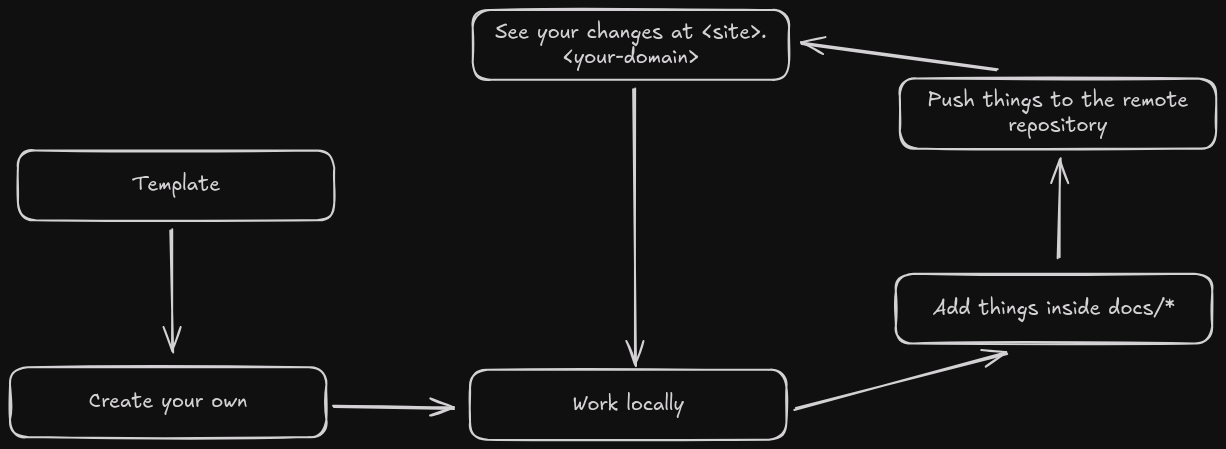 See your changes at <site>.
<your-domain>
Push things to the remote
repository
Template
Add things inside docs/*
Create your own
Work locally